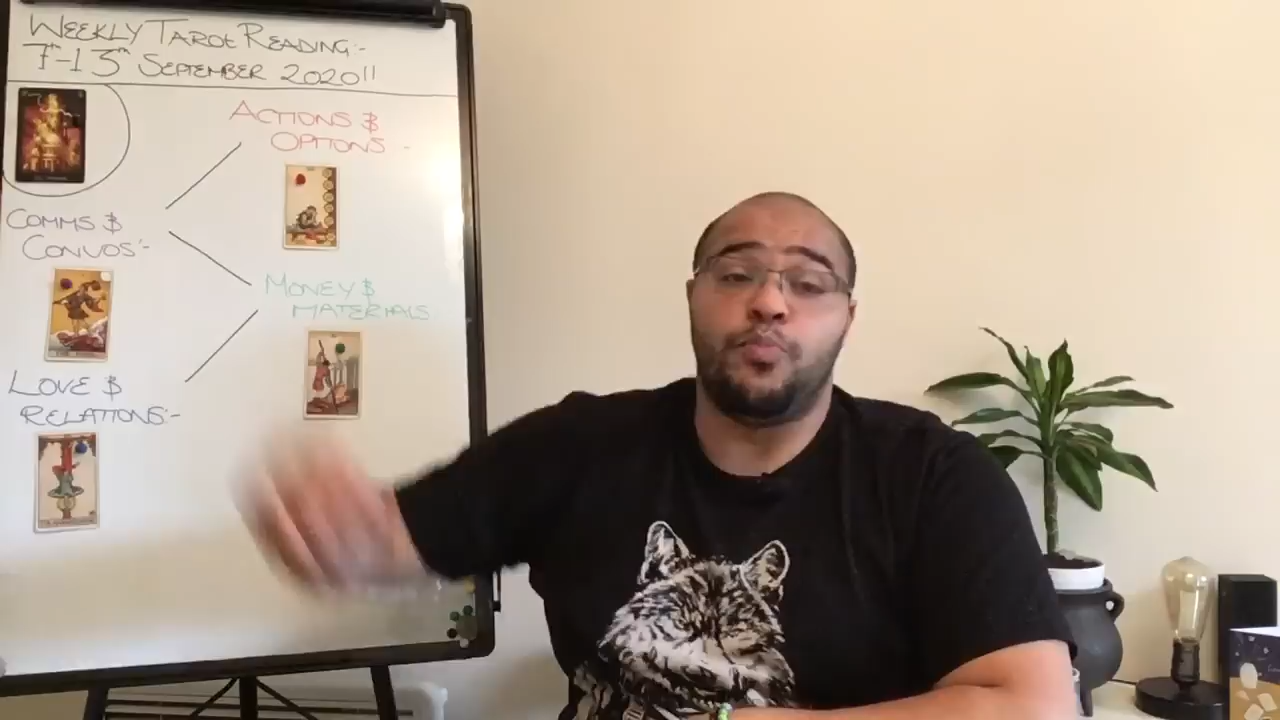 WEEKLY TAROT READING:-
7th-13th SEPTEMBER 2020!!
ACTIONS &
OPTIONS -
COMMS &
CONVOS:-
MONEY &
MATERIALS
LOVE &
RELATIONS:-